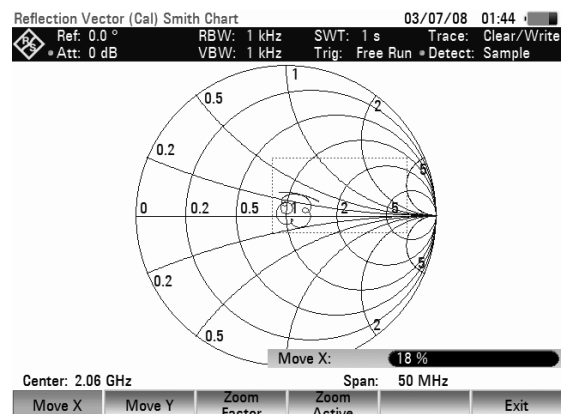 Reflection Vector (Cal) Smith Chart 03/07/08 01:44
Ref: 0.0 ° RBW: 1 kHz SWT: 1 s Trace: Clear/Write
Att: 0 dB VBW: 1 kHz Trig: Free Run Detect: Sample
1
0.5 2
0.2 5
0 0.2 0.5 1 2 5
0.2 5
0.5 2
Move X: 18 %
Center: 2.06 GHz Span: 50 MHz
Move X Move Y Zoom Factor Zoom Active Exit